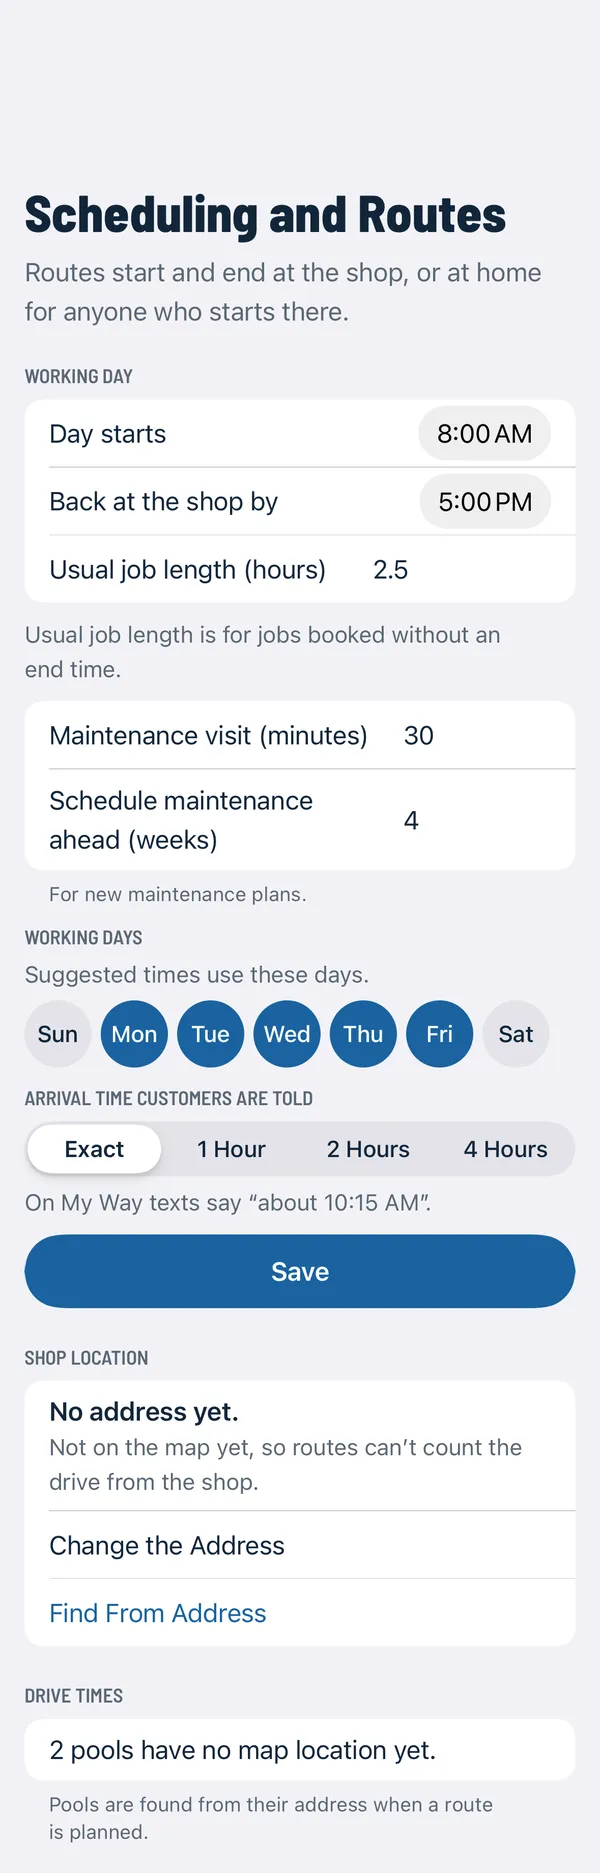 Scheduling and Routes
Routes start and end at the shop, or at home
for anyone who starts there.
WORKING DAY
Day starts 8:00 AM
Back at the shop by 5:00 PM
Usual job length (hours) 2.5
Usual job length is for jobs booked without an
end time.
Maintenance visit (minutes) 30
Schedule maintenance
ahead (weeks) 4
For new maintenance plans.
WORKING DAYS
Suggested times use these days.
Sun Mon Tue Wed Thu Fri Sat
ARRIVAL TIME CUSTOMERS ARE TOLD
Exact 1 Hour 2 Hours 4 Hours
On My Way texts say “about 10:15 AM”.
Save
SHOP LOCATION
No address yet.
Not on the map yet, so routes can’t count the
drive from the shop.
Change the Address
Find From Address
DRIVE TIMES
2 pools have no map location yet.
Pools are found from their address when a route
is planned.